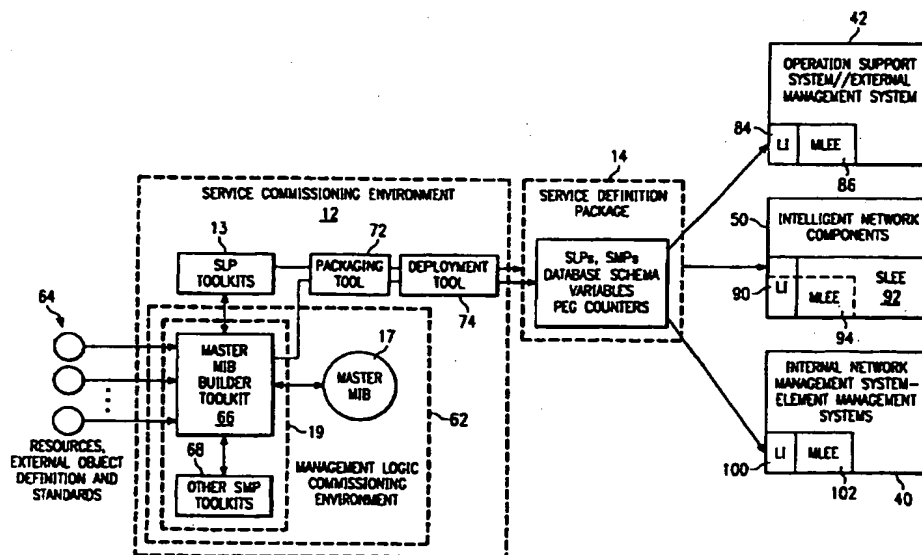 42
OPERATION SUPPORT
SYSTEM//EXTERNAL
MANAGEMENT SYSTEM
84
LI
MLEE
86
14
SERVICE COMMISSIONING ENVIRONMENT
12
SERVICE DEFINITION
PACKAGE
50
INTELLIGENT NETWORK
COMPONENTS
13
72
SLP
TOOLKITS
PACKAGING
TOOL
DEPLOYMENT
TOOL
74
SLPs, SMPs
DATABASE SCHEMA
VARIABLES
PEG COUNTERS
90
LI
MLEE
SLEE
92
94
64
MASTER
MIB
BUILDER
TOOLKIT
66
17
MASTER
MIB
62
19
68
OTHER SMP
TOOLKITS
MANAGEMENT LOGIC
COMMISSIONING
ENVIRONMENT
RESOURCES,
EXTERNAL OBJECT
DEFINITION AND
STANDARDS
INTERNAL NETWORK
MANAGEMENT SYSTEM-
ELEMENT MANAGEMENT
SYSTEMS
LI
MLEE
100
102
40